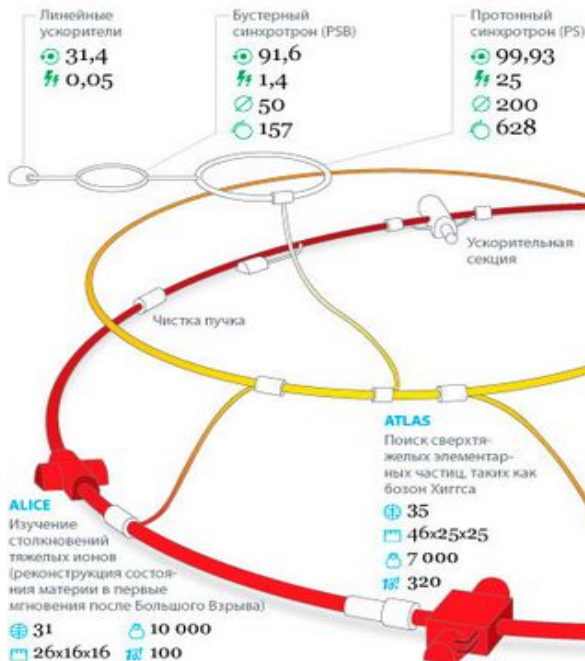 Линейные
ускорители
31,4
0,05
Бустерный
синхротрон (PSB)
91,6
1,4
50
157
Протонный
синхротрон (PS)
99,93
25
200
628
Ускорительная
секция
Чистка пучка
ATLAS
Поиск сверхтя-
желых элементар-
ных частиц, таких как
бозон Хиггса
35
46x25x25
7 000
320
ALICE
Изучение
столкновений
тяжелых ионов
(реконструкция состоя-
ния материи в первые
мгновения после Большого Взрыва)
31
10 000
26x16x16
100